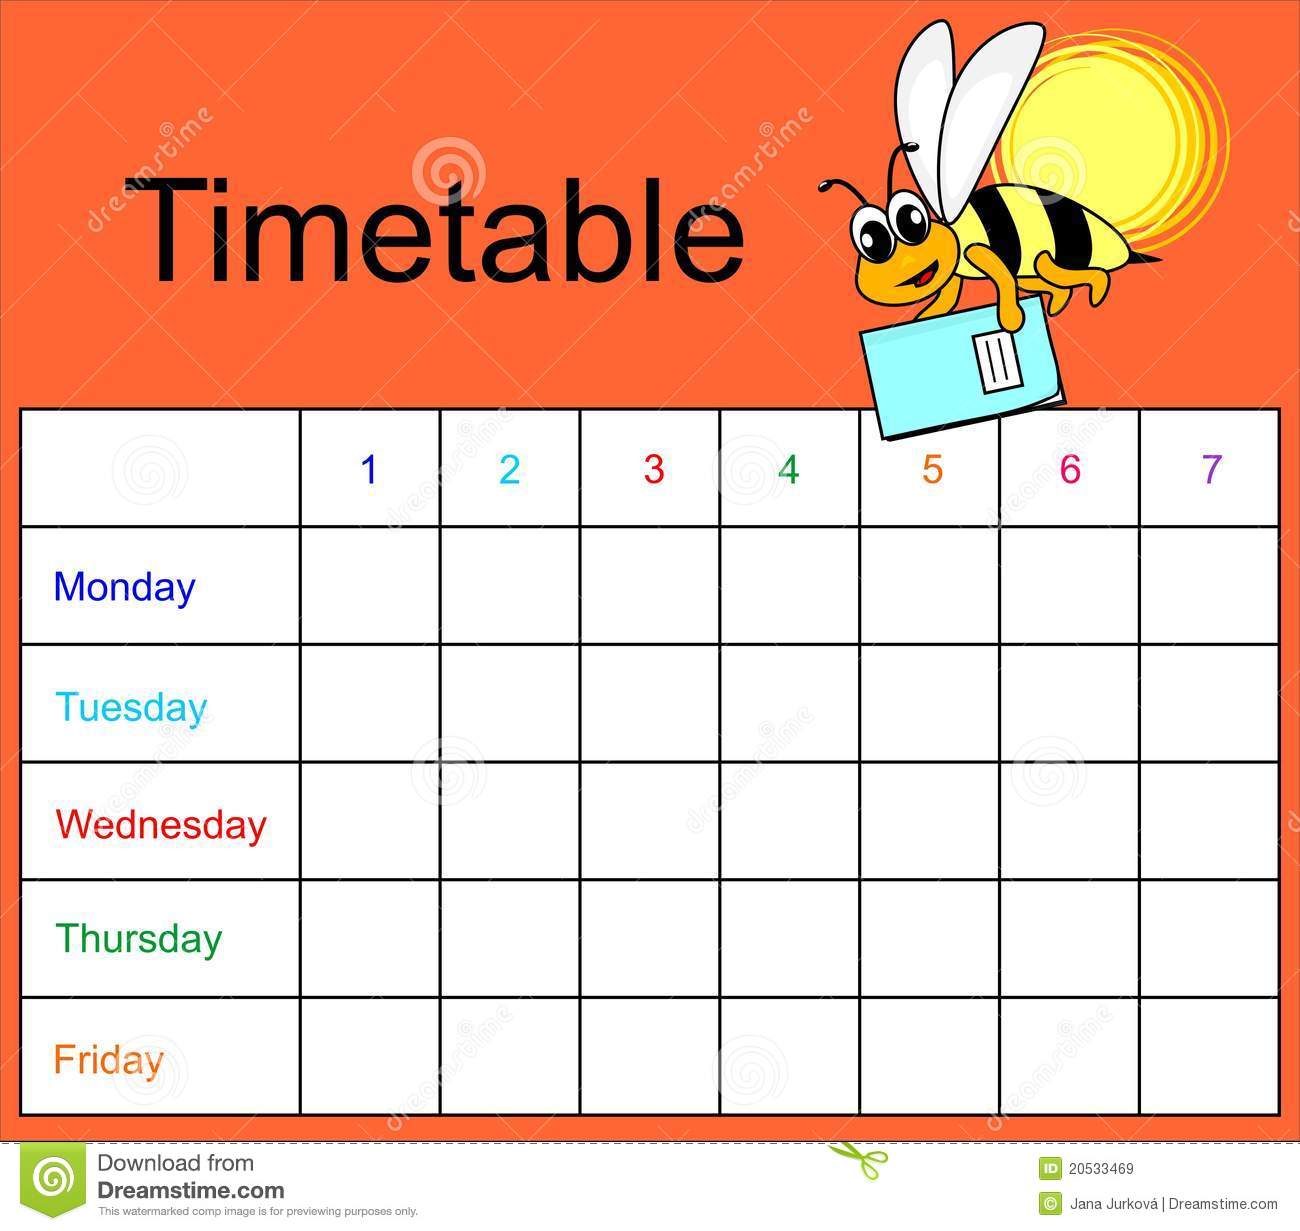 Timetable
1 2 3 4 5 6 7
Monday
Tuesday
Wednesday
Thursday
Friday
dreamstime
Download from
Dreamstime.com
This watermarked comp image is for previewing purposes only.
ID 20533469
© Jana Jurková | Dreamstime.com